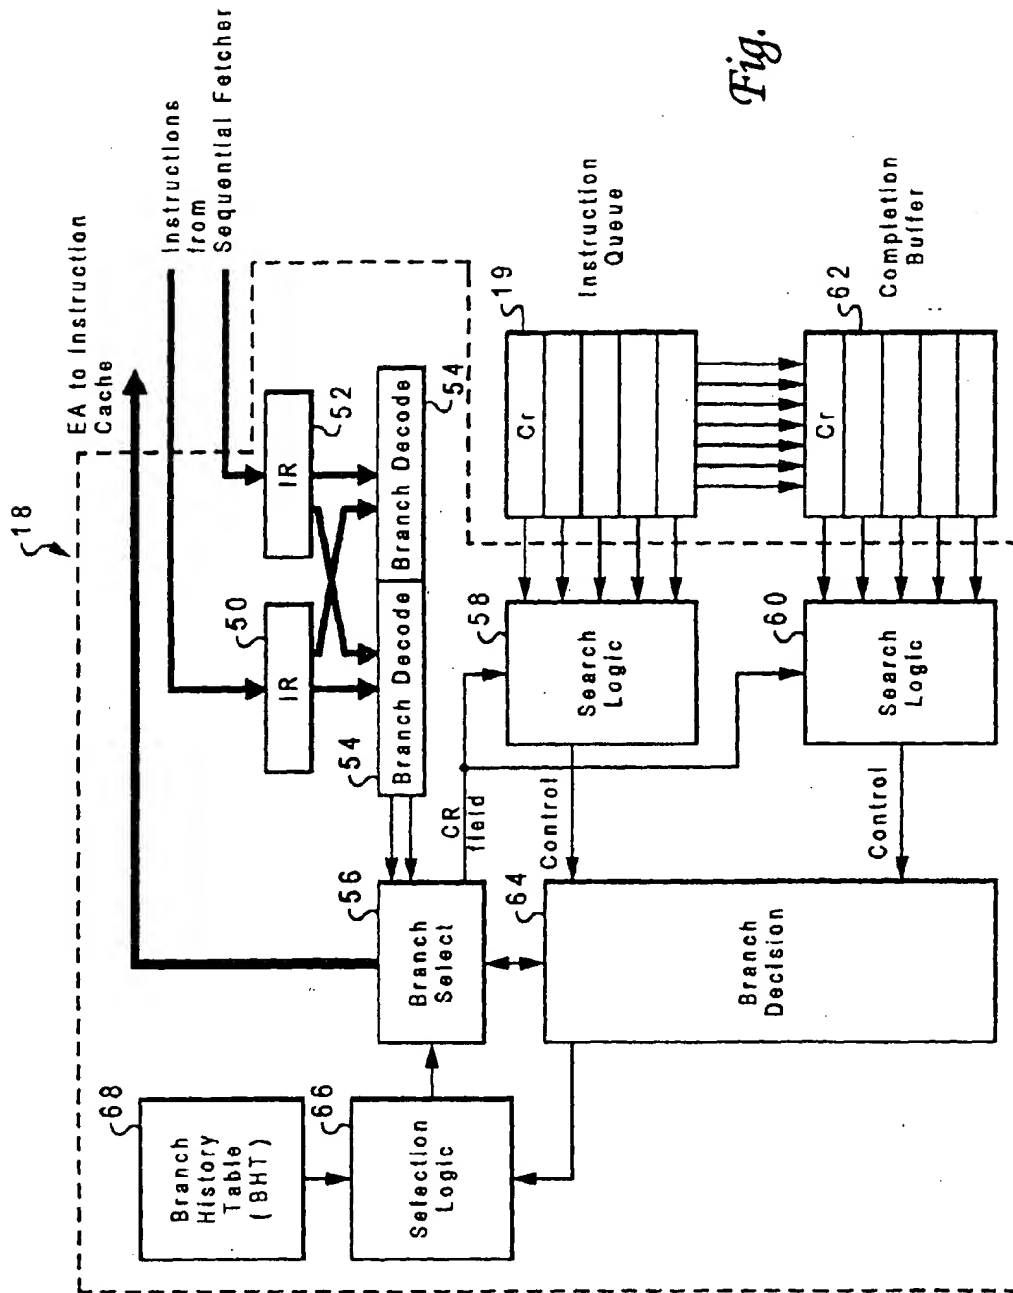 18
EA to Instruction
Cache
Instructions
from
Sequential Fetcher
68
Branch
History
Table
(BHT)
50
IR
52
IR
66
Selection
Logic
56
Branch
Select
54
Branch Decode
Branch Decode
54
CR
field
64
Branch
Decision
Control
58
Search
Logic
19
Cr
Instruction
Queue
Control
60
Search
Logic
62
Cr
Completion
Buffer
Fig.